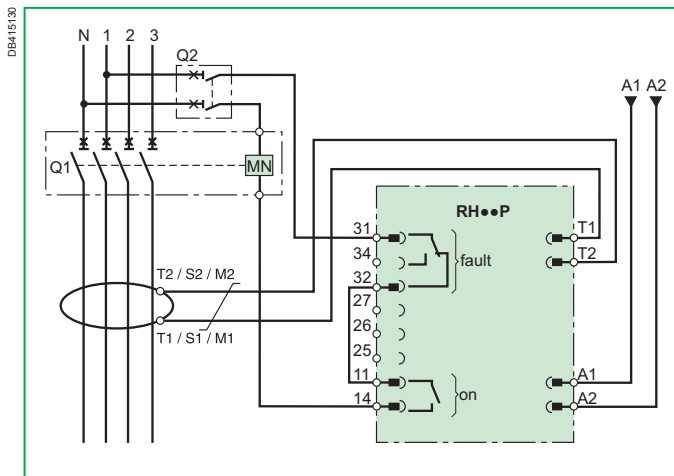 DB415130
N 1 2 3
Q2
A1 A2
Q1
MN
RH●●P
31
T1
34
fault
T2
32
T2 / S2 / M2
27
T1 / S1 / M1
26
25
11
A1
14
on
A2